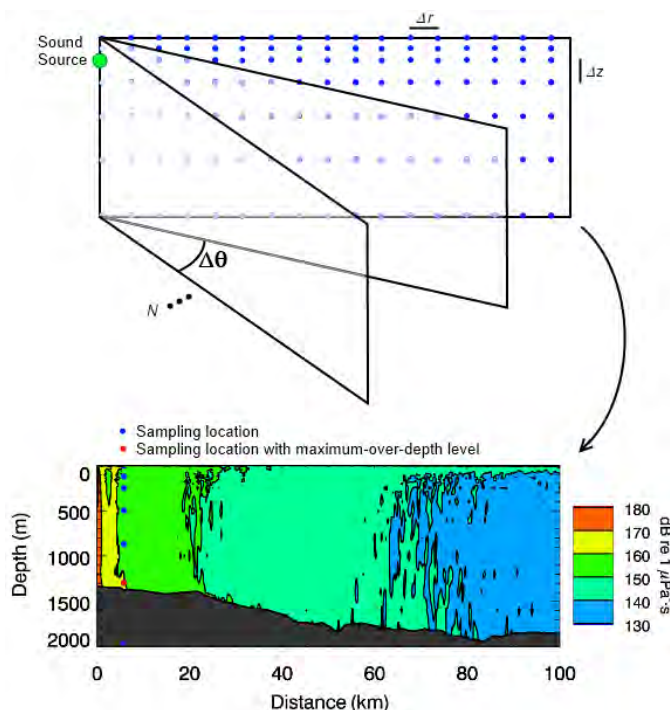 Δr
Sound
Source
Δz
Δθ
N
Sampling location
Sampling location with maximum-over-depth level
0
500
1000
1500
2000
Depth (m)
0 20 40 60 80 100
Distance (km)
180
170
160
150
140
130
dB re 1 µPa·s